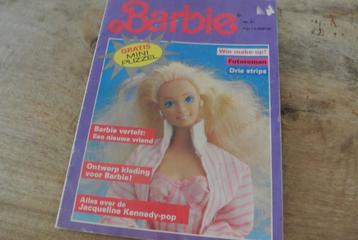 Barbie
GRATIS
MINI
PUZZEL
Win make-up!
Fotoroman
Drie strips
Barbie vertelt:
Een nieuwe vriend
Ontwerp kleding
voor Barbie!
Alles over de
Jacqueline Kennedy-pop